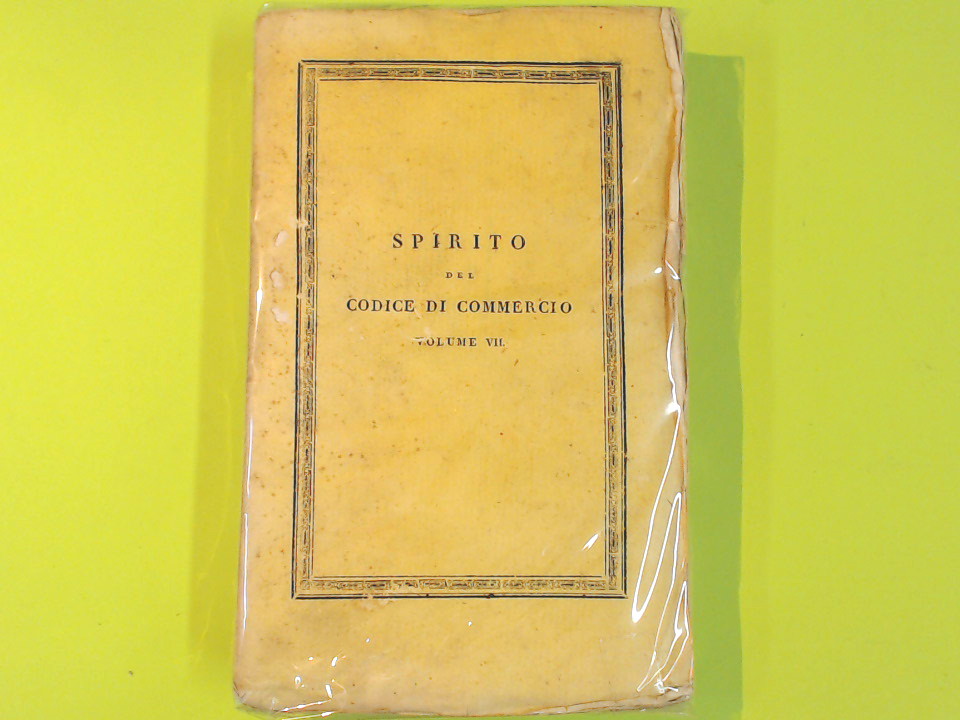 SPIRITO
DEL
CODICE DI COMMERCIO
VOLUME VII.